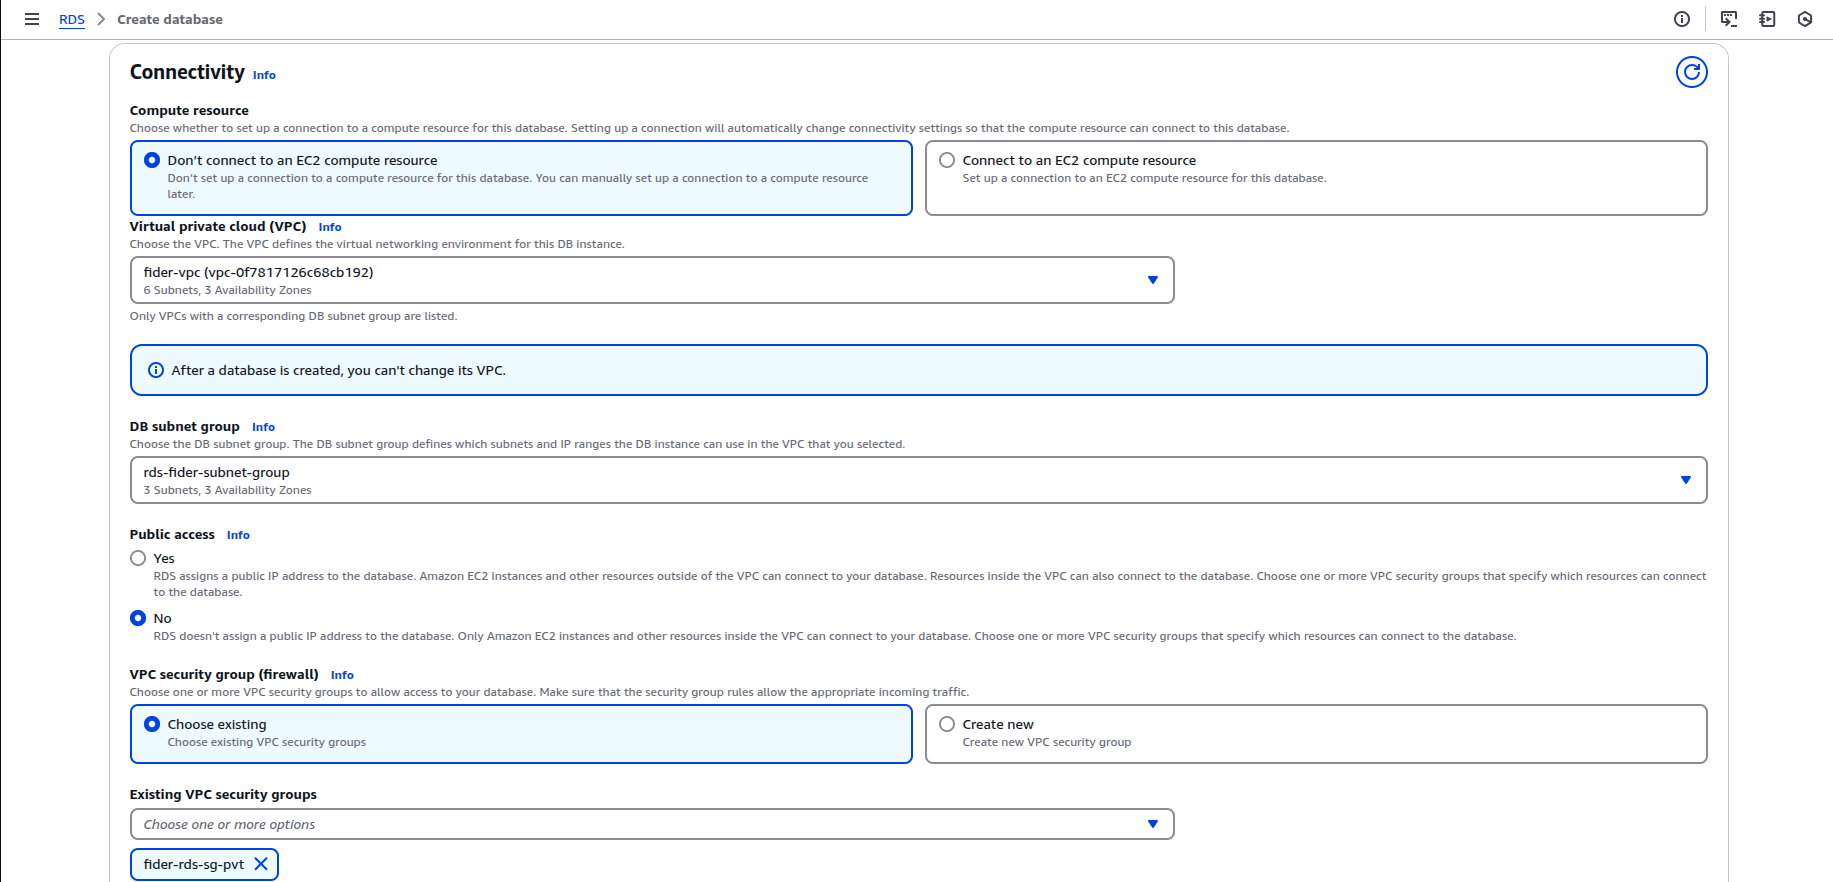 RDS > Create database
Connectivity Info
Compute resource
Choose whether to set up a connection to a compute resource for this database. Setting up a connection will automatically change connectivity settings so that the compute resource can connect to this database.
Don't connect to an EC2 compute resource
Don't set up a connection to a compute resource for this database. You can manually set up a connection to a compute resource
later.
Connect to an EC2 compute resource
Set up a connection to an EC2 compute resource for this database.
Virtual private cloud (VPC) Info
Choose the VPC. The VPC defines the virtual networking environment for this DB instance.
fider-vpc (vpc-0f7817126c68cb192)
6 Subnets, 3 Availability Zones
Only VPCs with a corresponding DB subnet group are listed.
After a database is created, you can't change its VPC.
DB subnet group Info
Choose the DB subnet group. The DB subnet group defines which subnets and IP ranges the DB instance can use in the VPC that you selected.
rds-fider-subnet-group
3 Subnets, 3 Availability Zones
Public access Info
Yes
RDS assigns a public IP address to the database. Amazon EC2 instances and other resources outside of the VPC can connect to your database. Resources inside the VPC can also connect to the database. Choose one or more VPC security groups that specify which resources can connect
to the database.
No
RDS doesn't assign a public IP address to the database. Only Amazon EC2 instances and other resources inside the VPC can connect to your database. Choose one or more VPC security groups that specify which resources can connect to the database.
VPC security group (firewall) Info
Choose one or more VPC security groups to allow access to your database. Make sure that the security group rules allow the appropriate incoming traffic.
Choose existing
Choose existing VPC security groups
Create new
Create new VPC security group
Existing VPC security groups
Choose one or more options
fider-rds-sg-pvt